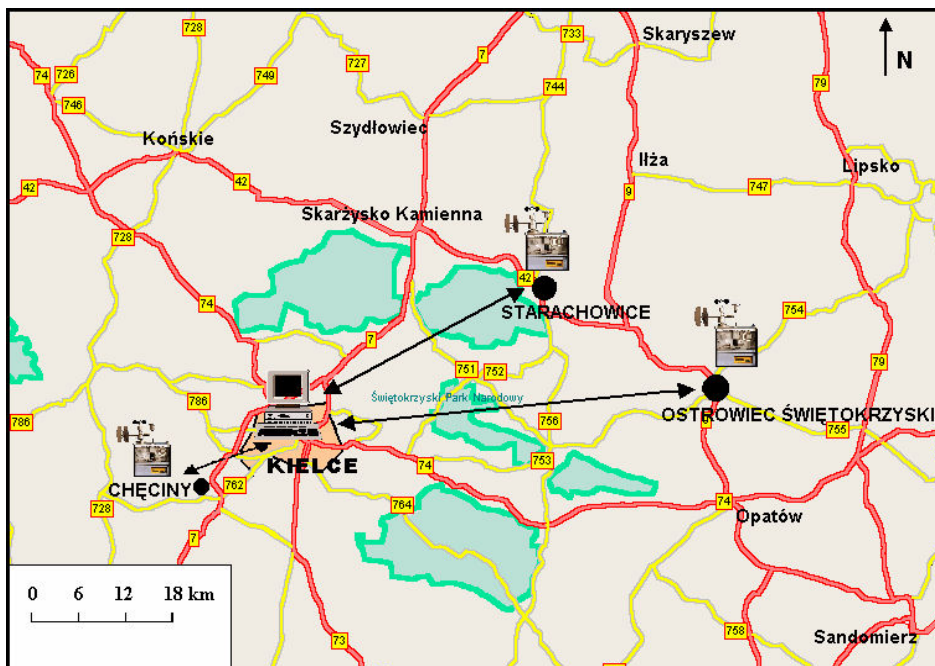 728
733
Skaryszew
N
7
74
726
749
727
744
79
746
Szydłowiec
Końskie
Iłża
Lipsko
42
42
9
747
Skarżysko Kamienna
728
42
74
STARACHOWICE
754
7
79
751
752
Świętokrzyski Park Narodowy
786
786
756
OSTROWIEC ŚWIĘTOKRZYSKI
755
KIELCE
74
753
CHĘCINY
762
728
764
74
Opatów
7
0 6 12 18 km
73
758
Sandomierz